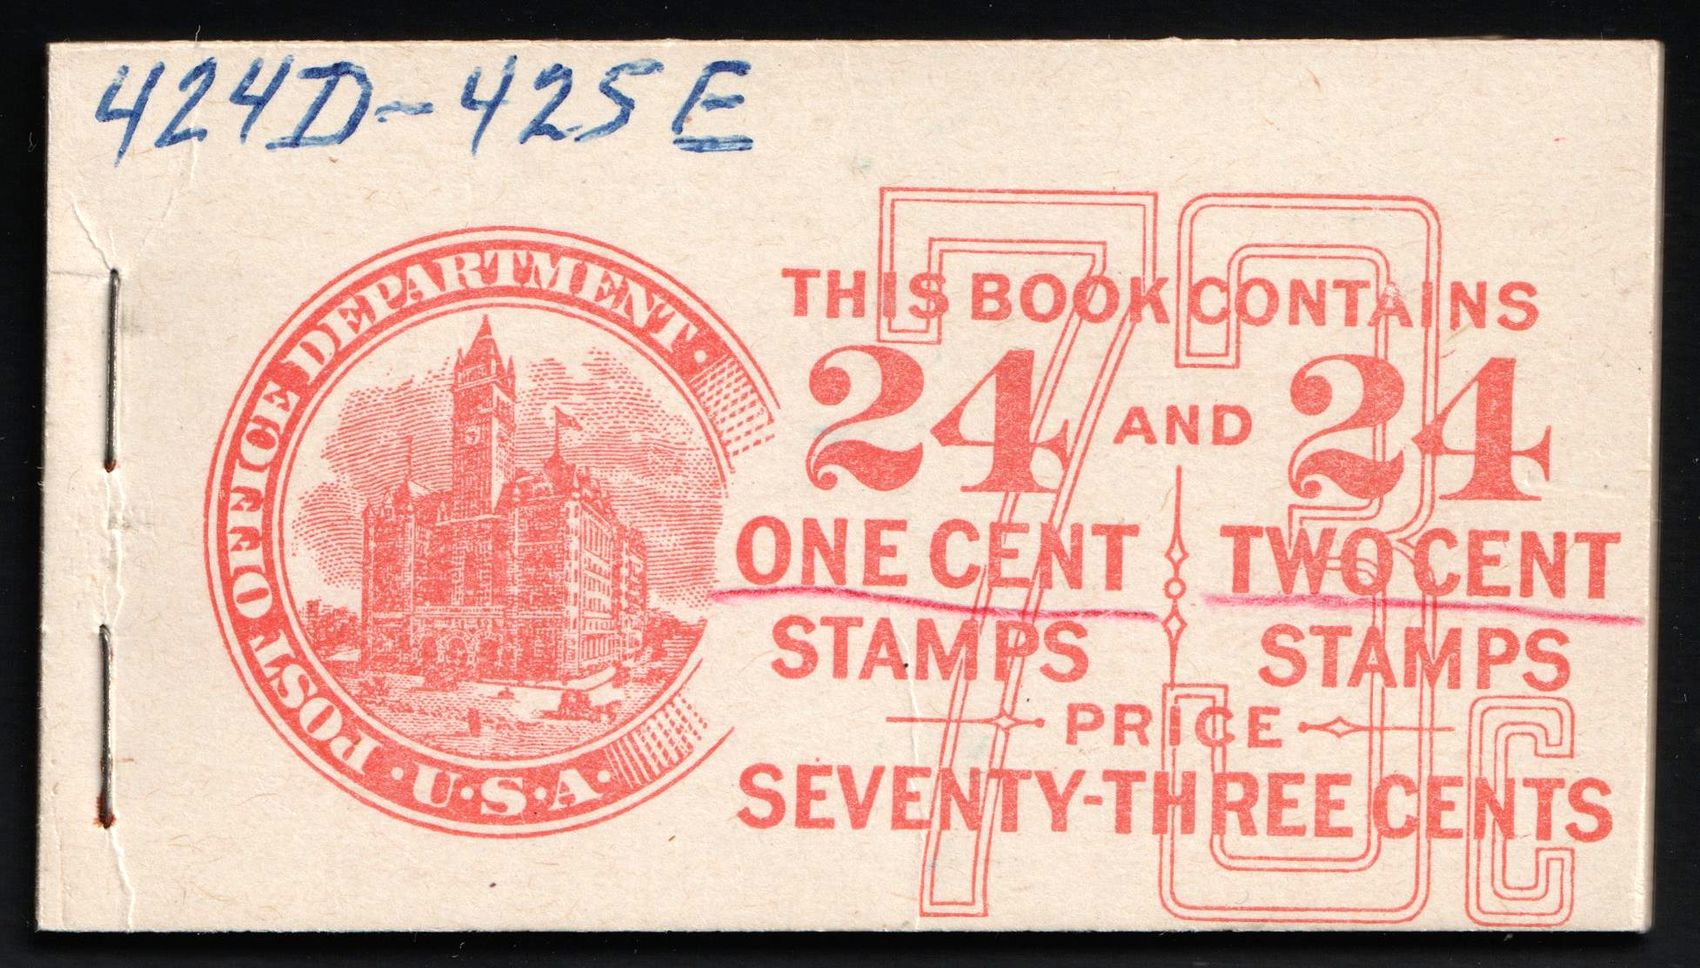 424D-425E
POST OFFICE DEPARTMENT · U·S·A·
73C
THIS BOOK CONTAINS
24 AND 24
ONE CENT TWO CENT
STAMPS STAMPS
PRICE
SEVENTY-THREE CENTS